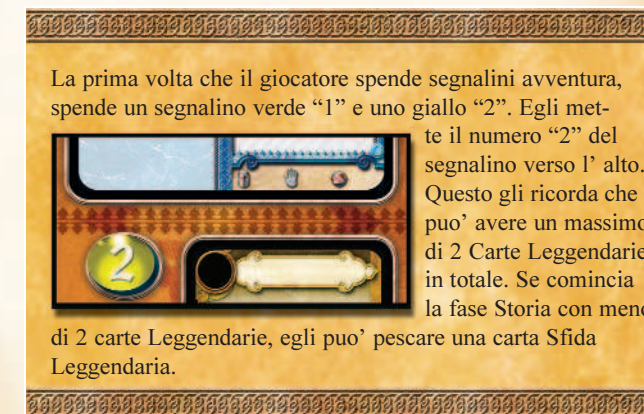 La prima volta che il giocatore spende segnalini avventura,
spende un segnalino verde “1” e uno giallo “2”. Egli met-
te il numero “2” del
segnalino verso l’ alto.
Questo gli ricorda che
puo’ avere un massimo
di 2 Carte Leggendarie
in totale. Se comincia
la fase Storia con meno
di 2 carte Leggendarie, egli puo’ pescare una carta Sfida
Leggendaria.
2